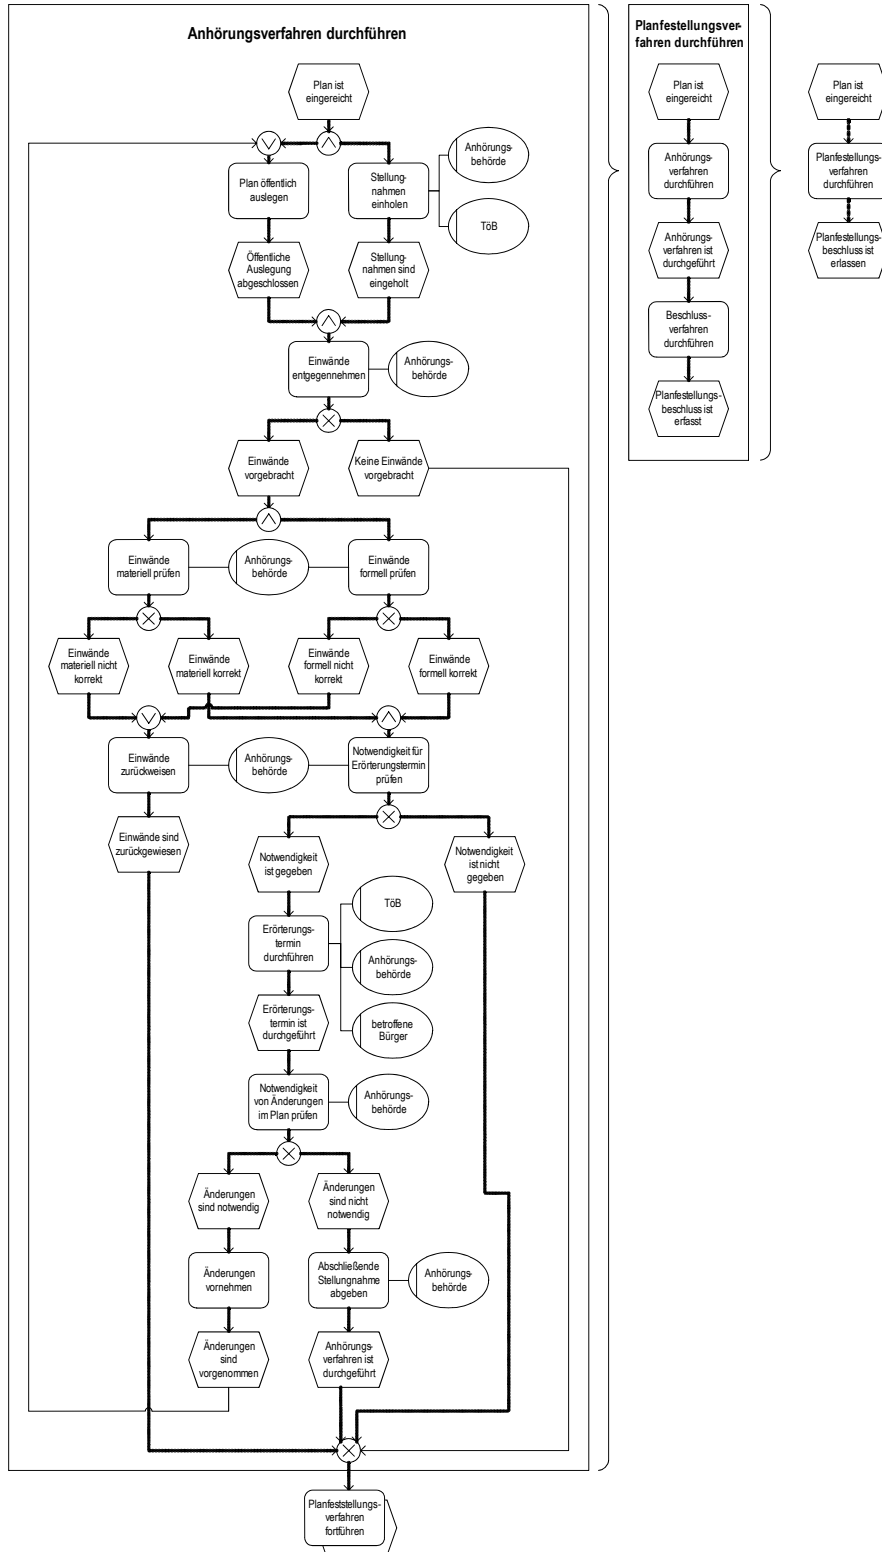 Anhörungsverfahren durchführen
Plan ist
eingereicht
Plan öffentlich
auslegen
Stellung-
nahmen
einholen
Anhörungs-
behörde
TöB
Öffentliche
Auslegung
abgeschlossen
Stellung-
nahmen sind
eingeholt
Einwände
entgegennehmen
Anhörungs-
behörde
Einwände
vorgebracht
Keine Einwände
vorgebracht
Einwände
materiell prüfen
Anhörungs-
behörde
Einwände
formell prüfen
Einwände
materiell nicht
korrekt
Einwände
materiell korrekt
Einwände
formell nicht
korrekt
Einwände
formell korrekt
Einwände
zurückweisen
Anhörungs-
behörde
Notwendigkeit für
Erörterungstermin
prüfen
Einwände sind
zurückgewiesen
Notwendigkeit
ist gegeben
Notwendigkeit
ist nicht
gegeben
Erörterungs-
termin
durchführen
TöB
Anhörungs-
behörde
betroffene
Bürger
Erörterungs-
termin ist
durchgeführt
Notwendigkeit
von Änderungen
im Plan prüfen
Anhörungs-
behörde
Änderungen
sind notwendig
Änderungen
sind nicht
notwendig
Änderungen
vornehmen
Abschließende
Stellungnahme
abgeben
Anhörungs-
behörde
Änderungen
sind
vorgenommen
Anhörungs-
verfahren ist
durchgeführt
Planfeststellungs-
verfahren
fortführen
Planfestellungsver-
fahren durchführen
Plan ist
eingereicht
Anhörungs-
verfahren
durchführen
Anhörungs-
verfahren ist
durchgeführt
Beschluss-
verfahren
durchführen
Planfestellungs-
beschluss ist
erfasst
Plan ist
eingereicht
Planfestellungs-
verfahren
durchführen
Planfestellungs-
beschluss ist
erlassen